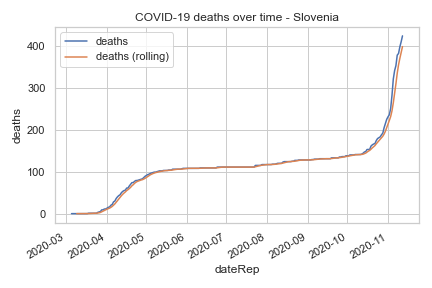 COVID-19 deaths over time - Slovenia
deaths
deaths (rolling)
deaths
400
300
200
100
0
2020-03
2020-04
2020-05
2020-06
2020-07
2020-08
2020-09
2020-10
2020-11
dateRep